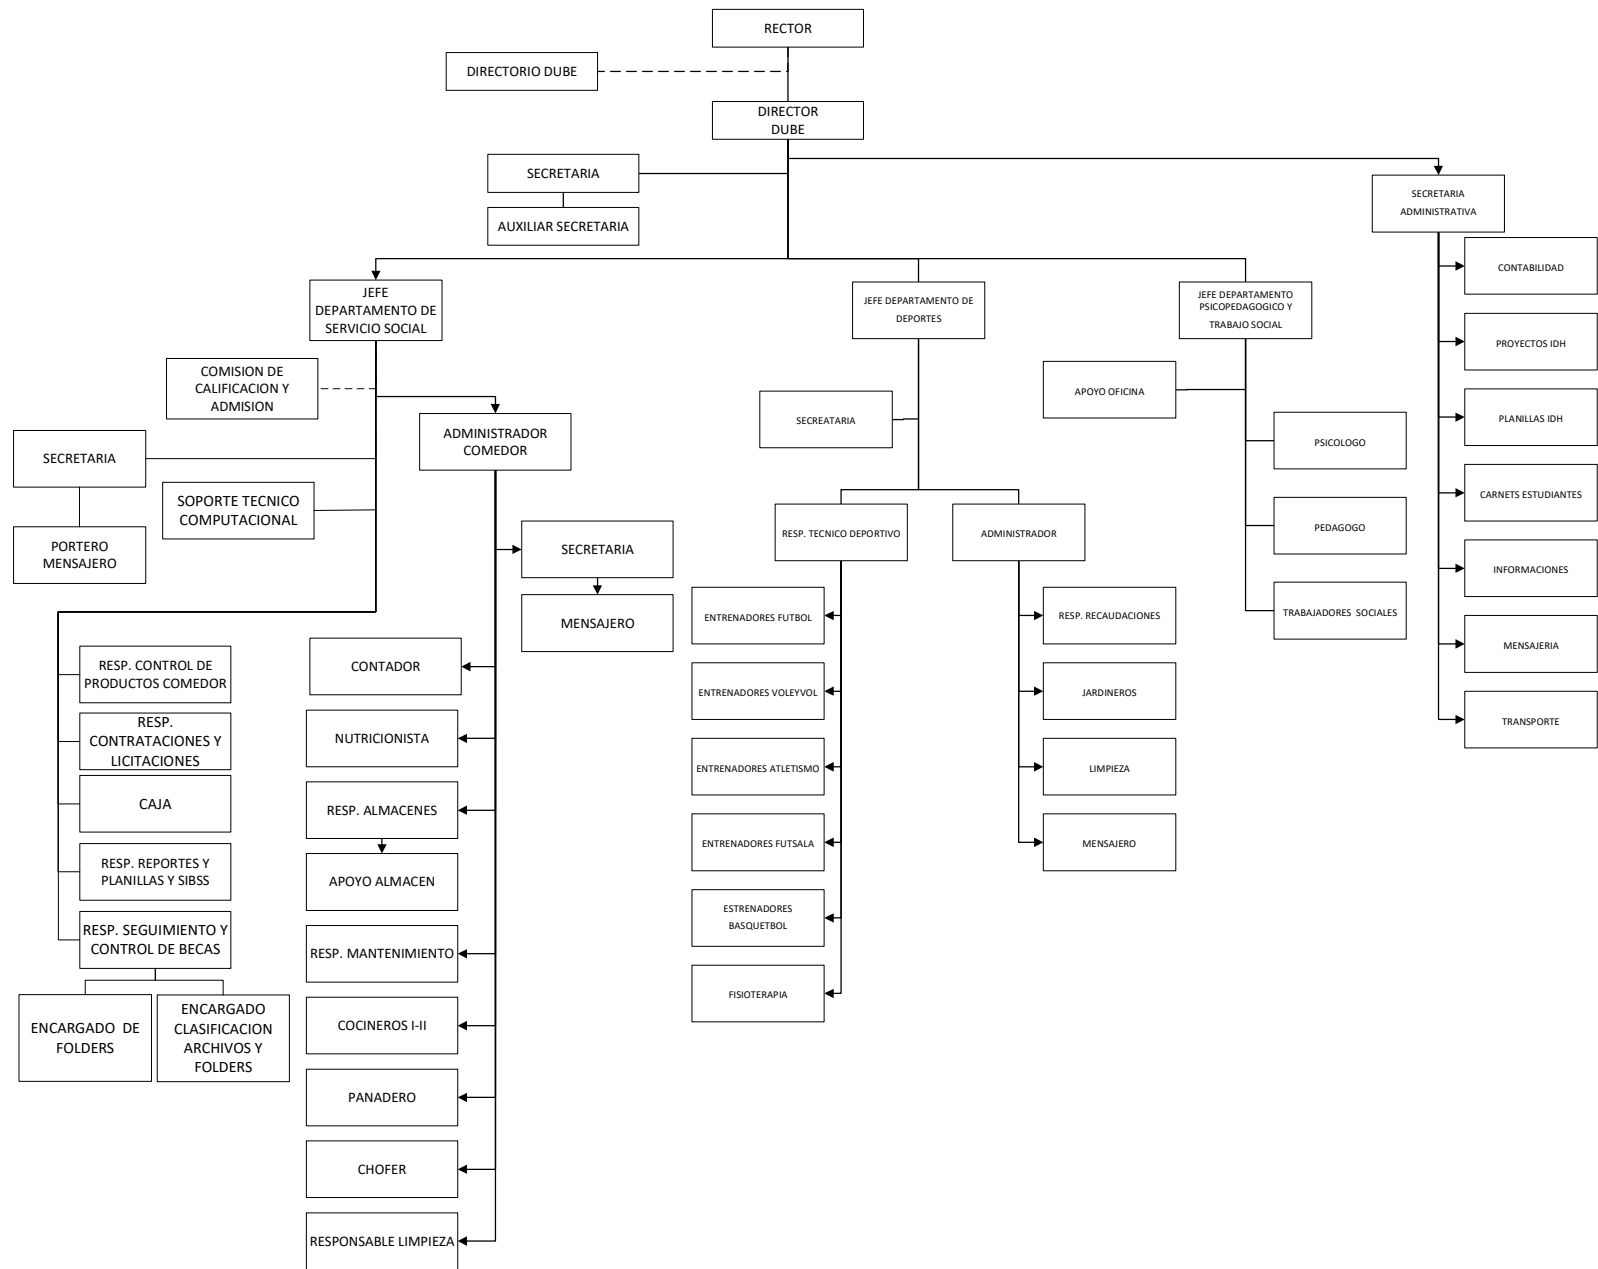 RECTOR
DIRECTORIO DUBE
DIRECTOR
DUBE
SECRETARIA
AUXILIAR SECRETARIA
SECRETARIA
ADMINISTRATIVA
CONTABILIDAD
PROYECTOS IDH
PLANILLAS IDH
CARNETS ESTUDIANTES
INFORMACIONES
MENSAJERIA
TRANSPORTE
JEFE
DEPARTAMENTO DE
SERVICIO SOCIAL
COMISION DE
CALIFICACION Y
ADMISION
SECRETARIA
PORTERO
MENSAJERO
SOPORTE TECNICO
COMPUTACIONAL
RESP. CONTROL DE
PRODUCTOS COMEDOR
RESP.
CONTRATACIONES Y
LICITACIONES
CAJA
RESP. REPORTES Y
PLANILLAS Y SIBSS
RESP. SEGUIMIENTO Y
CONTROL DE BECAS
ENCARGADO DE
FOLDERS
ENCARGADO
CLASIFICACION
ARCHIVOS Y
FOLDERS
ADMINISTRADOR
COMEDOR
SECRETARIA
MENSAJERO
CONTADOR
NUTRICIONISTA
RESP. ALMACENES
APOYO ALMACEN
RESP. MANTENIMIENTO
COCINEROS I-II
PANADERO
CHOFER
RESPONSABLE LIMPIEZA
JEFE DEPARTAMENTO DE
DEPORTES
SECREATARIA
RESP. TECNICO DEPORTIVO
ENTRENADORES FUTBOL
ENTRENADORES VOLEYVOL
ENTRENADORES ATLETISMO
ENTRENADORES FUTSALA
ESTRENADORES
BASQUETBOL
FISIOTERAPIA
ADMINISTRADOR
RESP. RECAUDACIONES
JARDINEROS
LIMPIEZA
MENSAJERO
JEFE DEPARTAMENTO
PSICOPEDAGOGICO Y
TRABAJO SOCIAL
APOYO OFICINA
PSICOLOGO
PEDAGOGO
TRABAJADORES SOCIALES